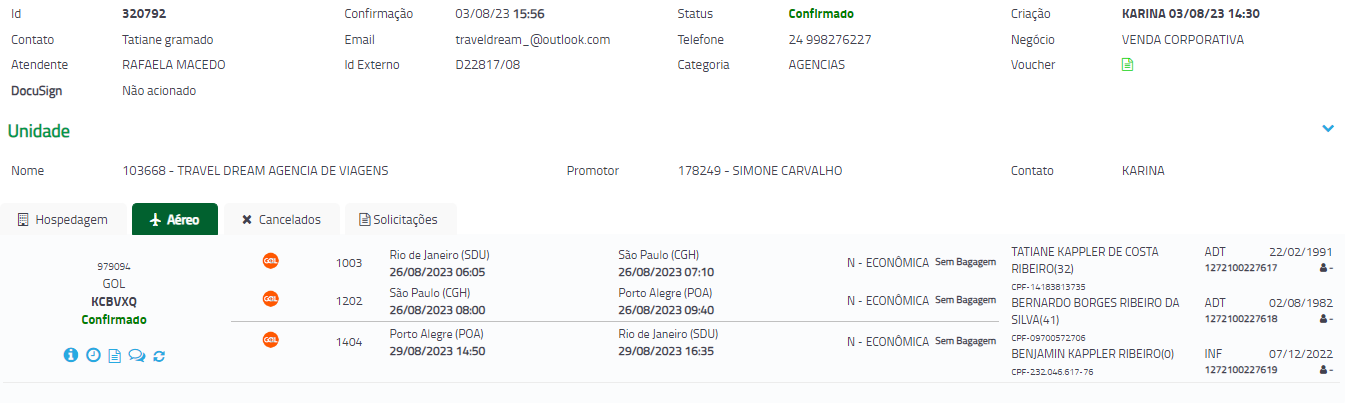 Id 320792 Confirmação 03/08/23 15:56 Status Confirmado Criação KARINA 03/08/23 14:30
Contato Tatiane gramado Email traveldream_@outlook.com Telefone 24 998276227 Negócio VENDA CORPORATIVA
Atendente RAFAELA MACEDO Id Externo D22817/08 Categoria AGENCIAS Voucher
DocuSign Não acionado
Unidade
Nome 103668 - TRAVEL DREAM AGENCIA DE VIAGENS Promotor 178249 - SIMONE CARVALHO Contato KARINA
Hospedagem Aéreo Cancelados Solicitações
979094
GOL
KCBVXQ
Confirmado
GOL 1003 Rio de Janeiro (SDU) São Paulo (CGH) N - ECONÔMICA Sem Bagagem
26/08/2023 06:05 26/08/2023 07:10
GOL 1202 São Paulo (CGH) Porto Alegre (POA) N - ECONÔMICA Sem Bagagem
26/08/2023 08:00 26/08/2023 09:40
GOL 1404 Porto Alegre (POA) Rio de Janeiro (SDU) N - ECONÔMICA Sem Bagagem
29/08/2023 14:50 29/08/2023 16:35
TATIANE KAPPLER DE COSTA ADT 22/02/1991
RIBEIRO(32) 1272100227617 -
CPF-14183813735
BERNARDO BORGES RIBEIRO DA ADT 02/08/1982
SILVA(41) 1272100227618 -
CPF-09700572706
BENJAMIN KAPPLER RIBEIRO(0) INF 07/12/2022
CPF-232.046.617-76 1272100227619 -